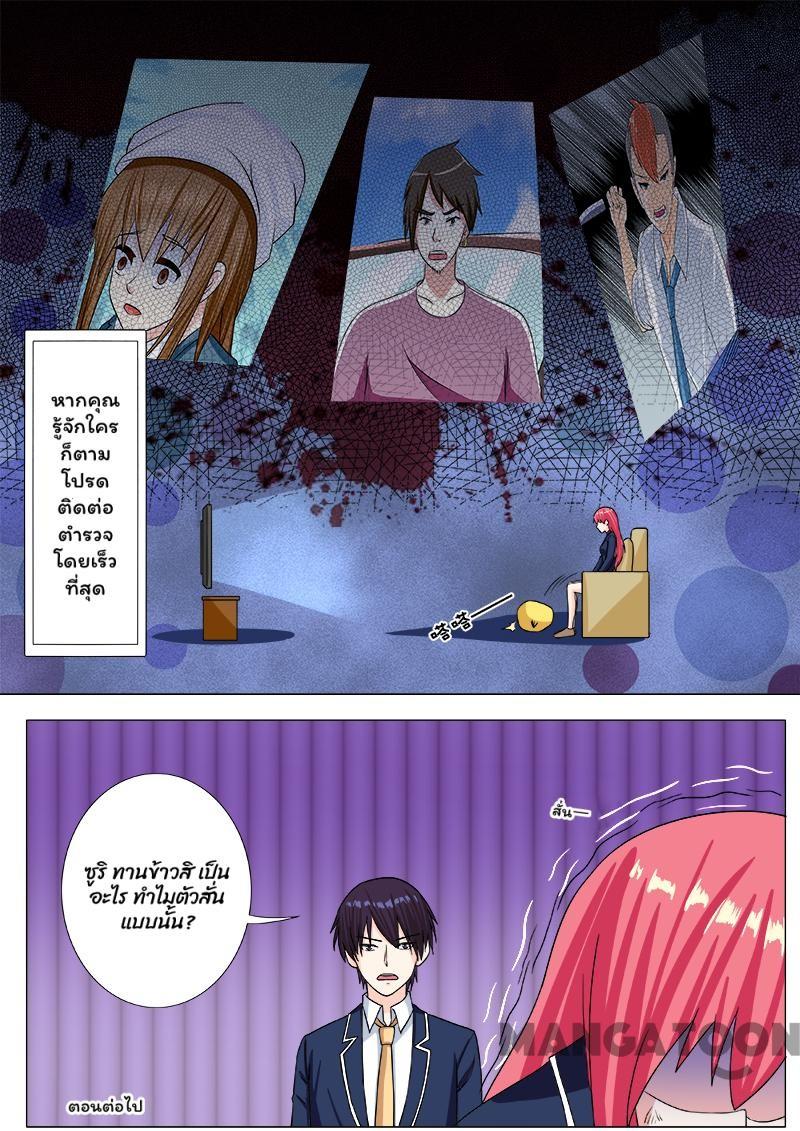 หากคุณ
รู้จักใคร
ก็ตาม
โปรด
ติดต่อ
ตำรวจ
โดยเร็ว
ที่สุด
嗒嗒—
สั่น—
ซูริ ทานข้าวสิ เป็น
อะไร ทำไมตัวสั่น
แบบนั้น?
MANGATOON
ตอนต่อไป